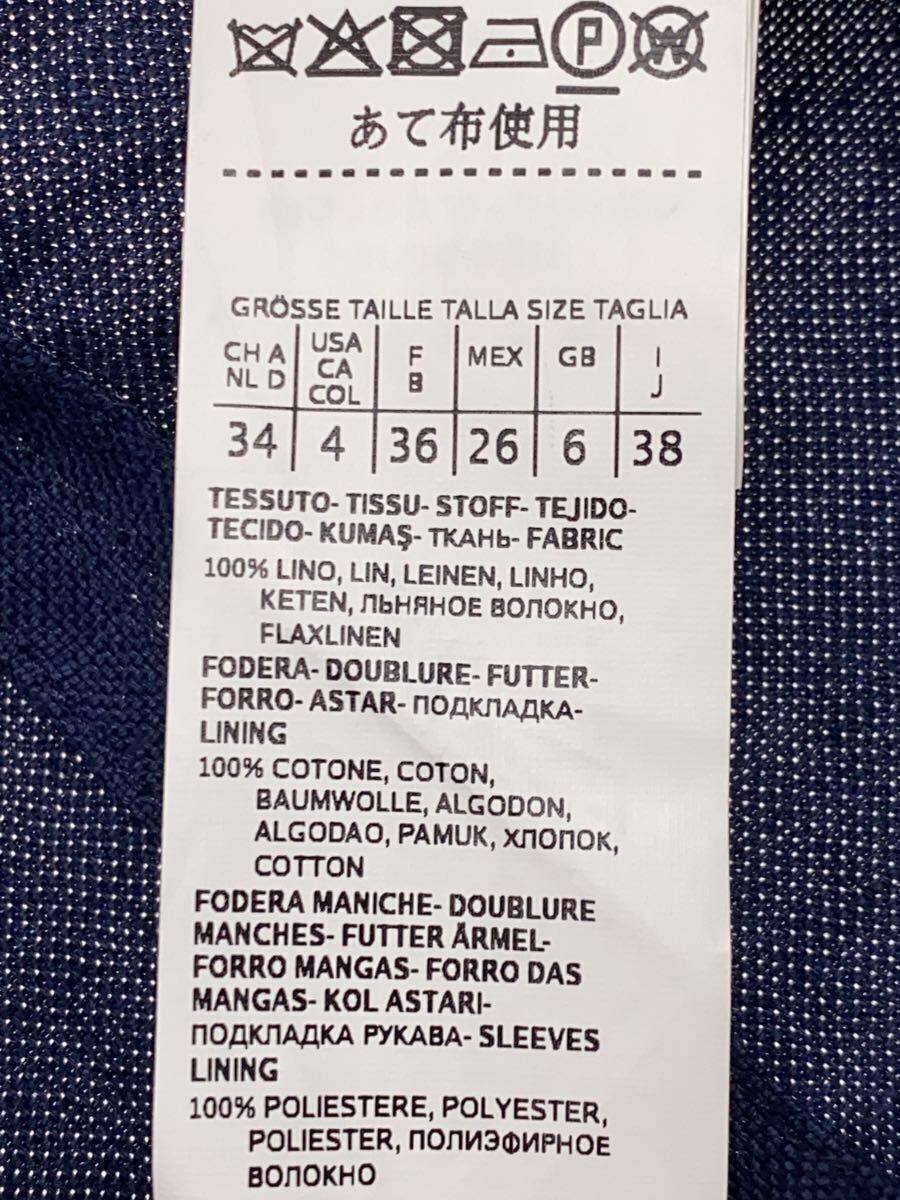 P W
あて布使用
GRÖSSE TAILLE TALLA SIZE TAGLIA
CH A NL D USA CA COL F B MEX GB I J
34 4 36 26 6 38
TESSUTO- TISSU- STOFF- TEJIDO-
TECIDO- KUMAŞ- ТКАНЬ- FABRIC
100% LINO, LIN, LEINEN, LINHO,
KETEN, ЛЬНЯНОЕ ВОЛОКНО,
FLAXLINEN
FODERA- DOUBLURE- FUTTER-
FORRO- ASTAR- ПОДКЛАДКА-
LINING
100% COTONE, COTON,
BAUMWOLLE, ALGODON,
ALGODAO, PAMUK, ХЛОПОК,
COTTON
FODERA MANICHE- DOUBLURE
MANCHES- FUTTER ÄRMEL-
FORRO MANGAS- FORRO DAS
MANGAS- KOL ASTARI-
ПОДКЛАДКА РУКАВА- SLEEVES
LINING
100% POLIESTERE, POLYESTER,
POLIESTER, ПОЛИЭФИРНОЕ
ВОЛОКНО